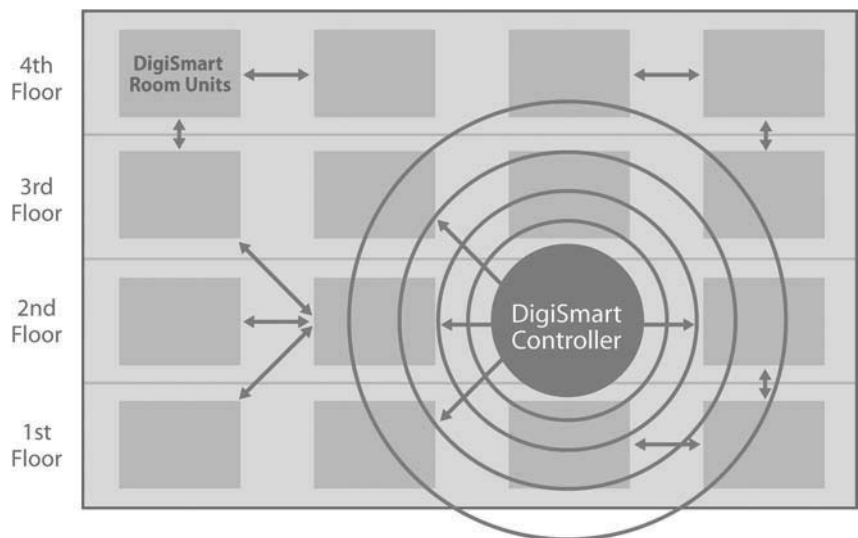 4th
Floor
DigiSmart
Room Units
3rd
Floor
2nd
Floor
DigiSmart
Controller
1st
Floor